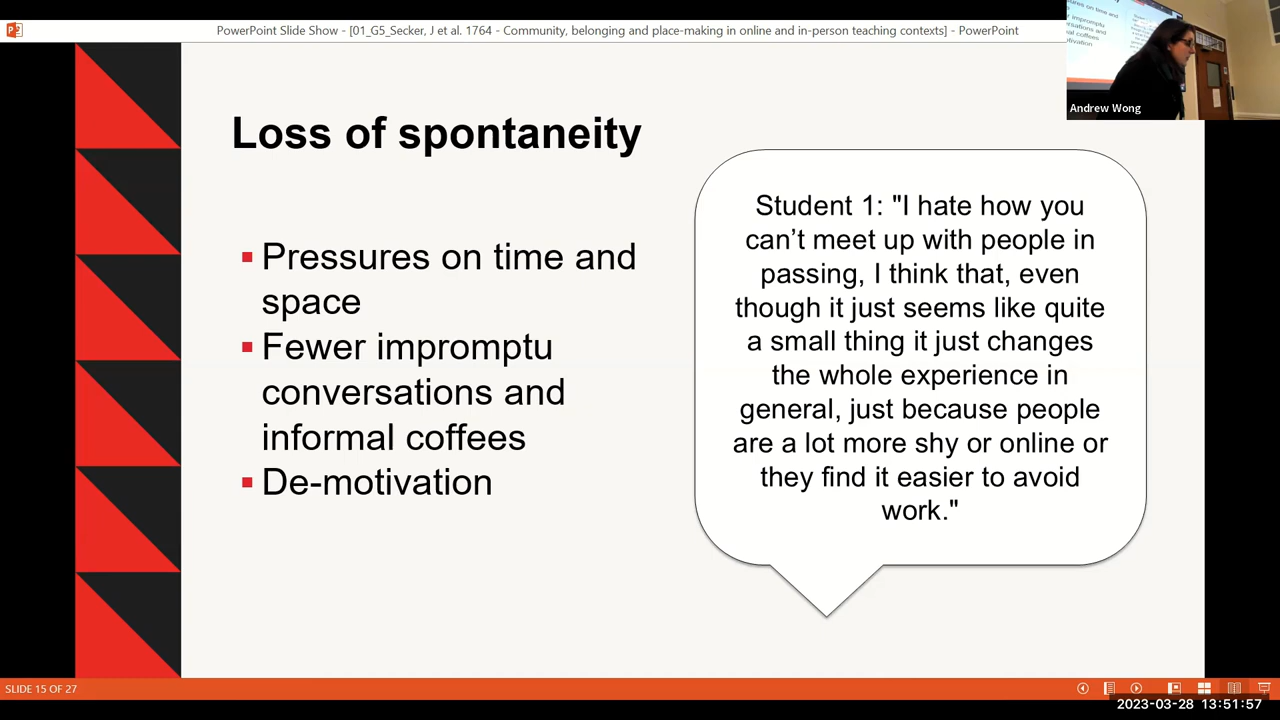 PowerPoint Slide Show - [01_G5_Secker, J et al. 1764 - Community, belonging and place-making in online and in-person teaching contexts] - PowerPoint
Andrew Wong
Loss of spontaneity
Pressures on time and
space
Fewer impromptu
conversations and
informal coffees
De-motivation
Student 1: "I hate how you
can’t meet up with people in
passing, I think that, even
though it just seems like quite
a small thing it just changes
the whole experience in
general, just because people
are a lot more shy or online or
they find it easier to avoid
work."
SLIDE 15 OF 27
2023-03-28 13:51:57